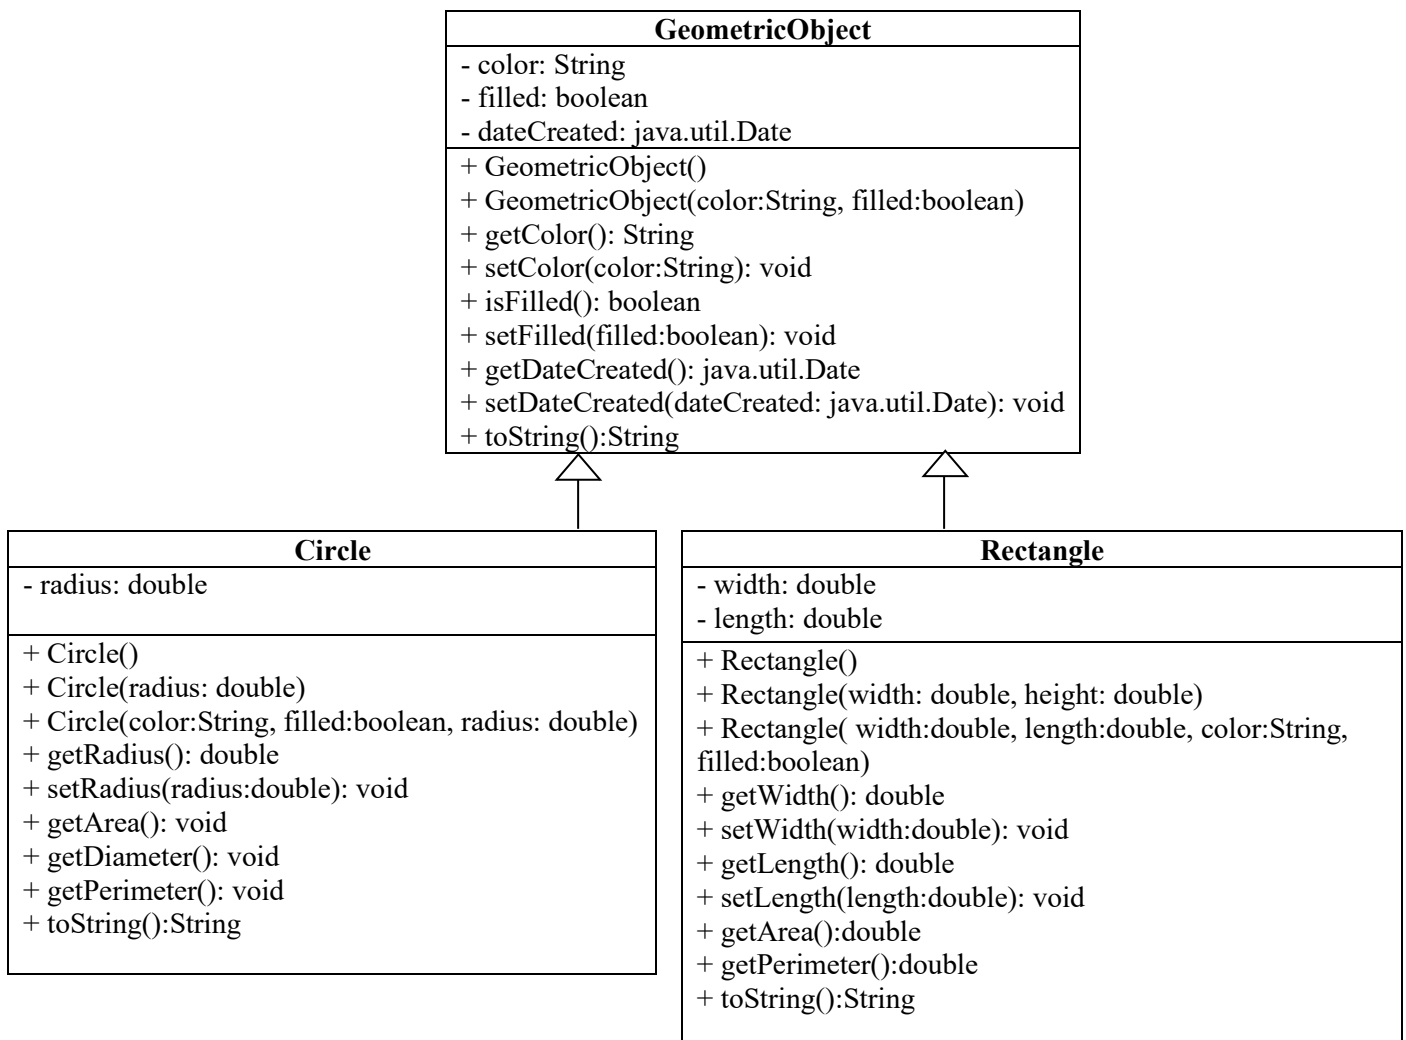 GeometricObject
- color: String
- filled: boolean
- dateCreated: java.util.Date
+ GeometricObject()
+ GeometricObject(color:String, filled:boolean)
+ getColor(): String
+ setColor(color:String): void
+ isFilled(): boolean
+ setFilled(filled:boolean): void
+ getDateCreated(): java.util.Date
+ setDateCreated(dateCreated: java.util.Date): void
+ toString():String
Circle
- radius: double
+ Circle()
+ Circle(radius: double)
+ Circle(color:String, filled:boolean, radius: double)
+ getRadius(): double
+ setRadius(radius:double): void
+ getArea(): void
+ getDiameter(): void
+ getPerimeter(): void
+ toString():String
Rectangle
- width: double
- length: double
+ Rectangle()
+ Rectangle(width: double, height: double)
+ Rectangle( width:double, length:double, color:String,
filled:boolean)
+ getWidth(): double
+ setWidth(width:double): void
+ getLength(): double
+ setLength(length:double): void
+ getArea():double
+ getPerimeter():double
+ toString():String